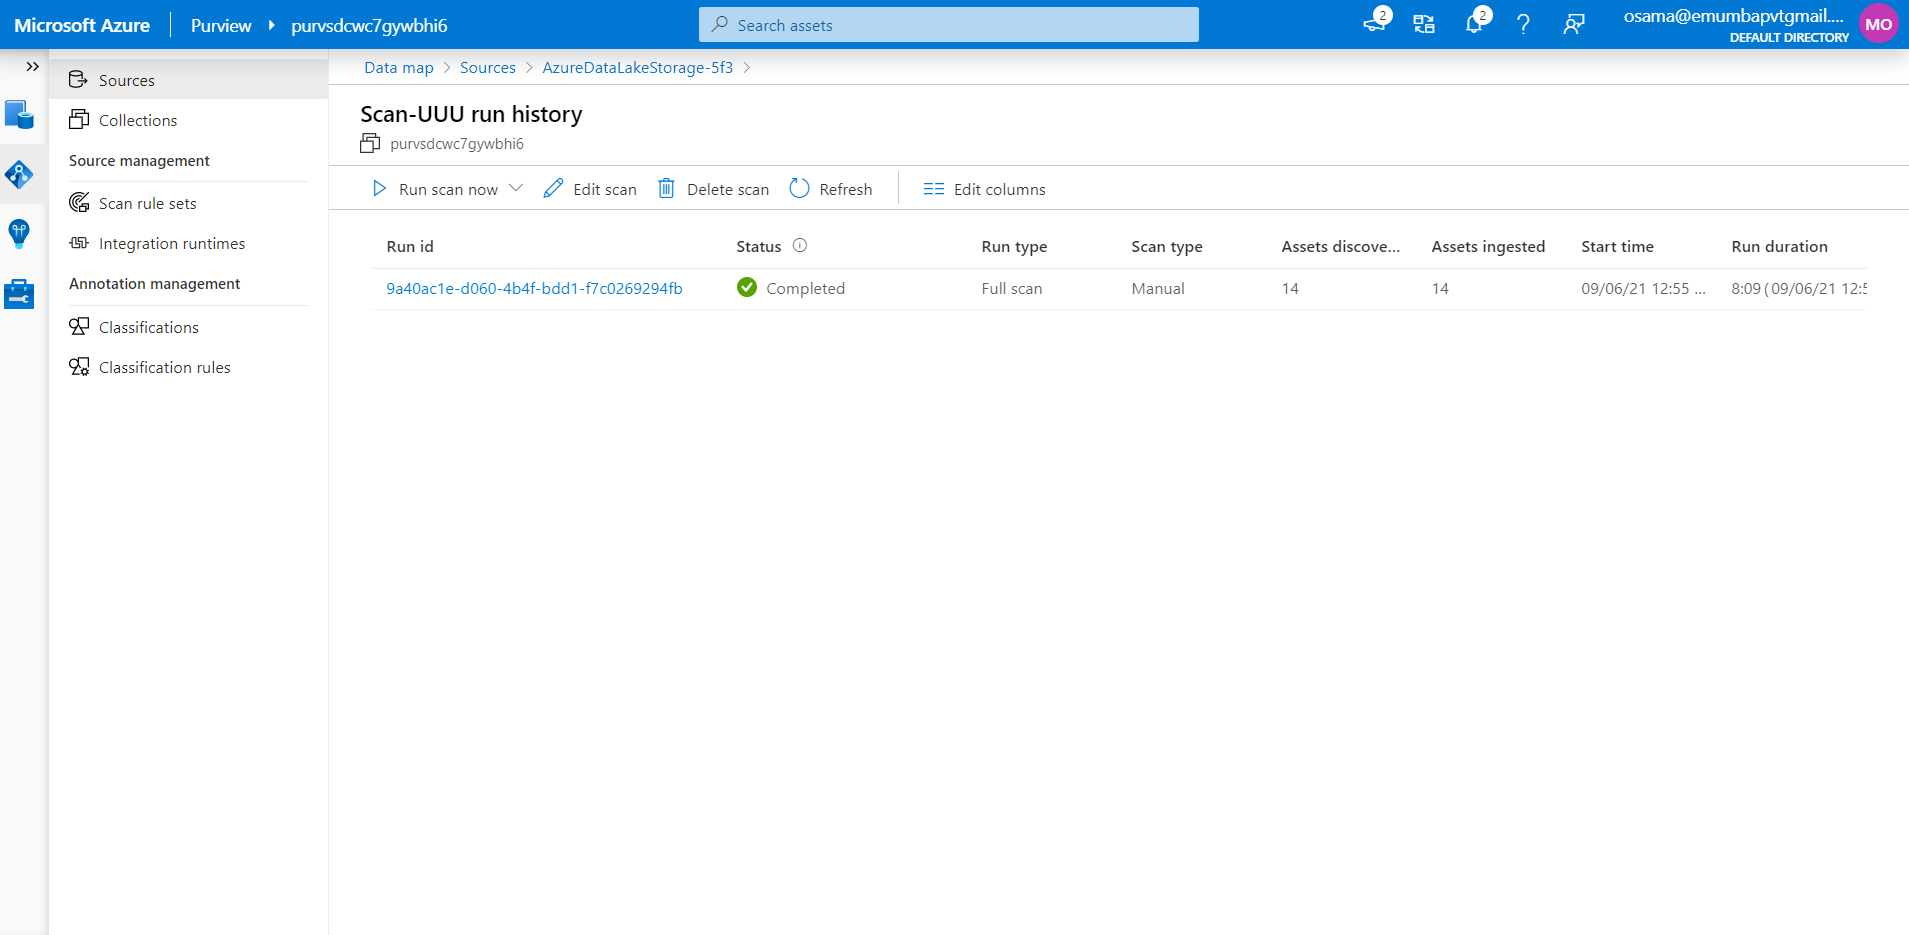 Microsoft Azure Purview purvsdcwc7gywbhi6 Search assets 2 2 osama@emumbapvtgmail.... DEFAULT DIRECTORY MO
Sources
Collections
Source management
Scan rule sets
Integration runtimes
Annotation management
Classifications
Classification rules
Data map > Sources > AzureDataLakeStorage-5f3 >
Scan-UUU run history
purvsdcwc7gywbhi6
Run scan now Edit scan Delete scan Refresh Edit columns
Run id Status Run type Scan type Assets discove... Assets ingested Start time Run duration
9a40ac1e-d060-4b4f-bdd1-f7c0269294fb Completed Full scan Manual 14 14 09/06/21 12:55 ... 8:09 (09/06/21 12:5